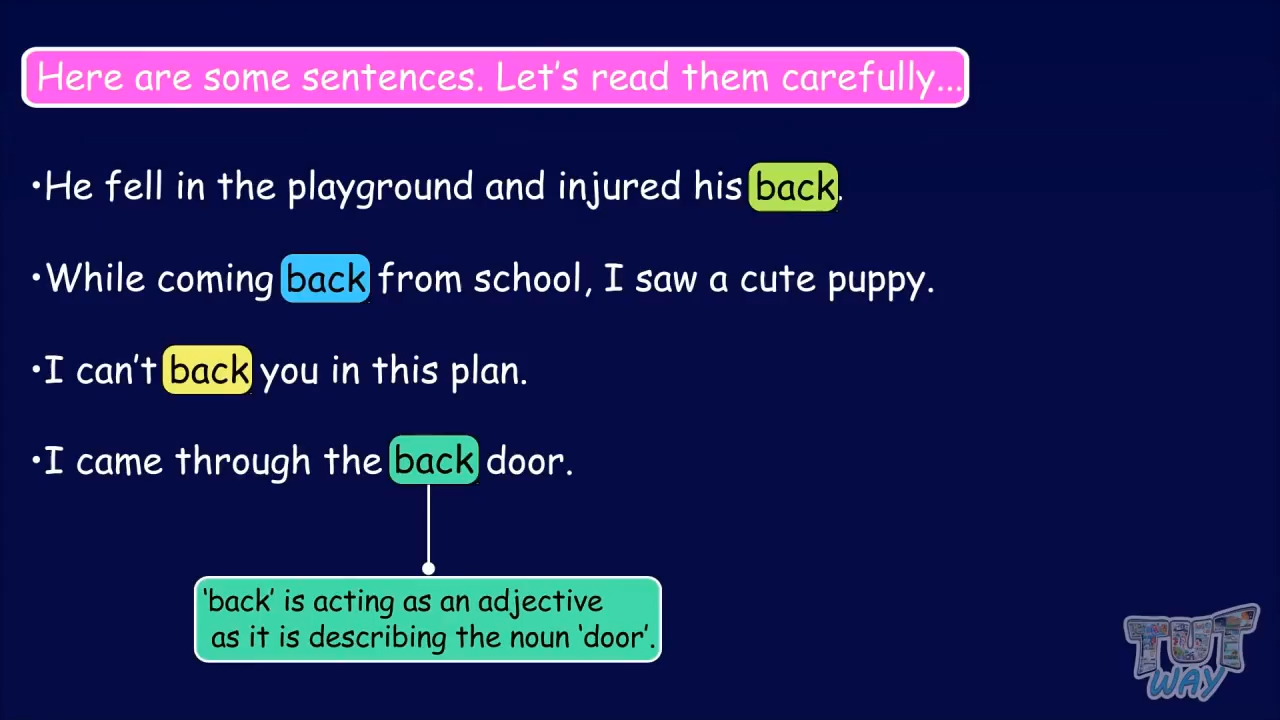 Here are some sentences. Let's read them carefully...
•He fell in the playground and injured his back.
•While coming back from school, I saw a cute puppy.
•I can't back you in this plan.
•I came through the back door.
'back' is acting as an adjective
as it is describing the noun 'door'.
TUT
WAY